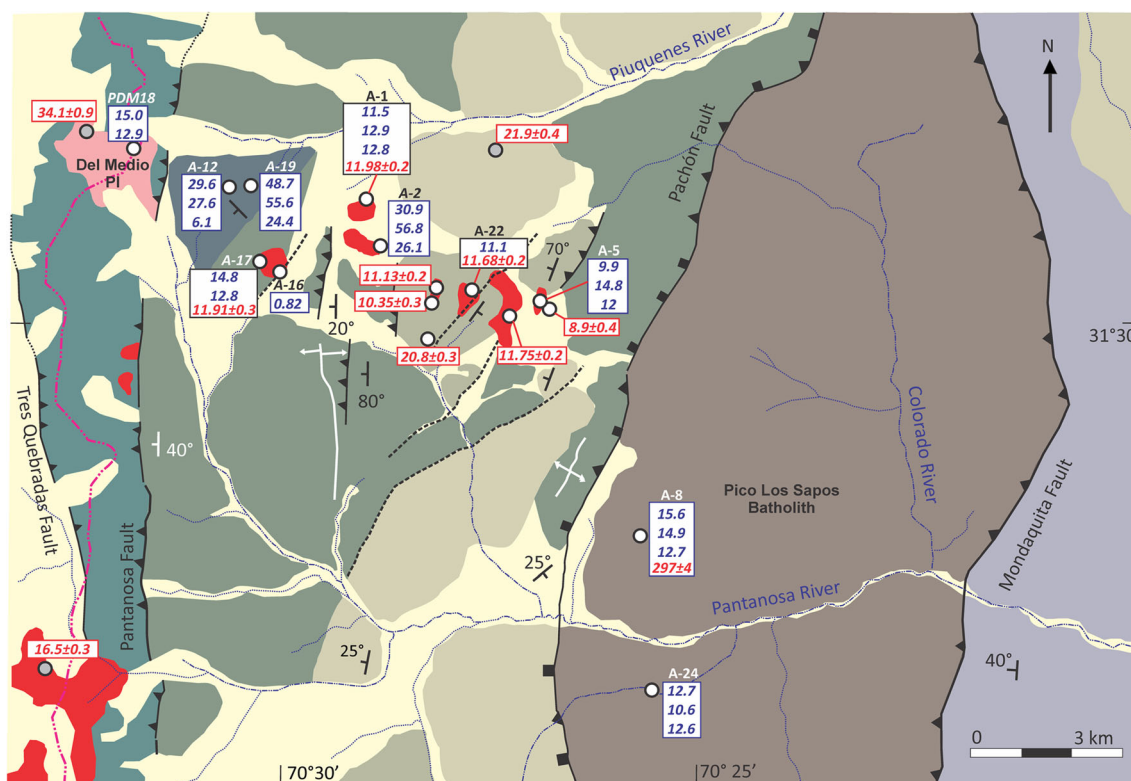 Piuquenes River
N
34.1±0.9
PDM18
15.0
12.9
Del Medio
PI
A-1
11.5
12.9
12.8
11.98±0.2
21.9±0.4
Pachón Fault
A-12
29.6
27.6
6.1
A-19
48.7
55.6
24.4
A-2
30.9
56.8
26.1
A-22
11.1
11.68±0.2
70°
A-5
9.9
14.8
12
8.9±0.4
A-17
14.8
12.8
11.91±0.3
A-16
0.82
11.13±0.2
10.35±0.3
20.8±0.3
11.75±0.2
20°
80°
31°30
Tres Quebradas Fault
40°
Pantanosa Fault
Colorado River
Pico Los Sapos
Batholith
Mondaquita Fault
A-8
15.6
14.9
12.7
297±4
25°
Pantanosa River
16.5±0.3
25°
A-24
12.7
10.6
12.6
40°
0 3 km
70°30’
70°25’